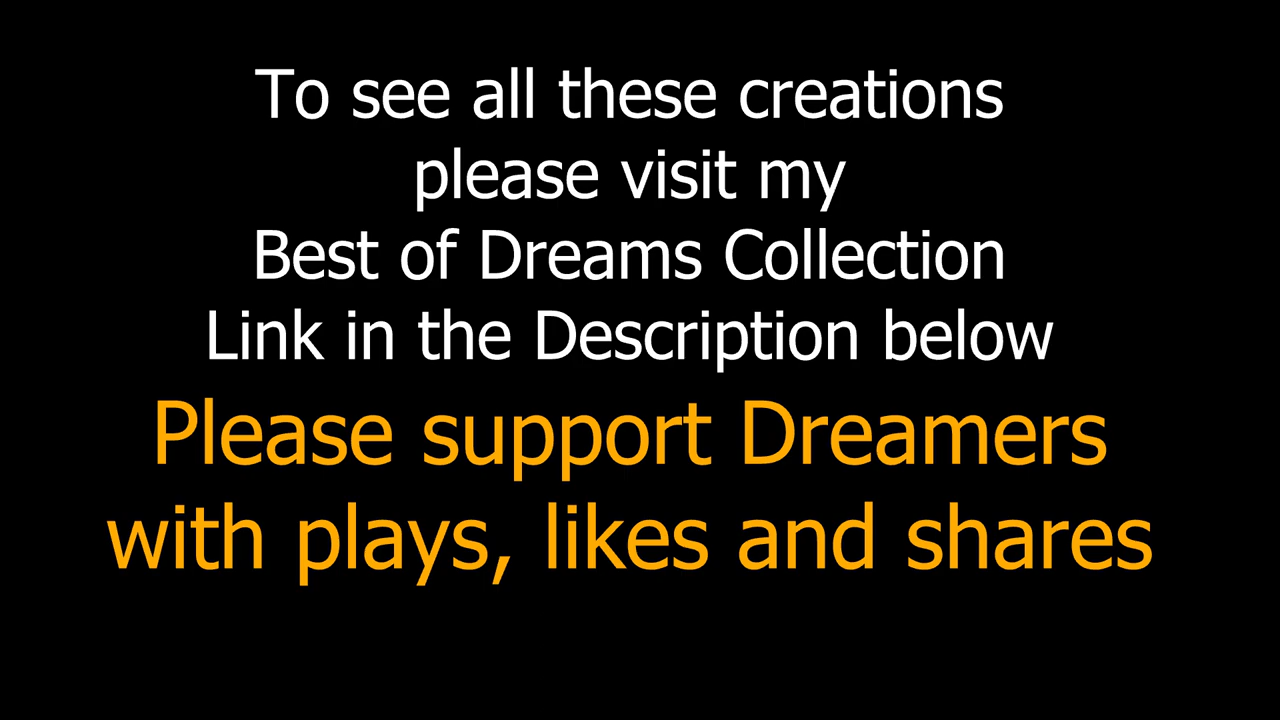 To see all these creations
please visit my
Best of Dreams Collection
Link in the Description below
Please support Dreamers
with plays, likes and shares